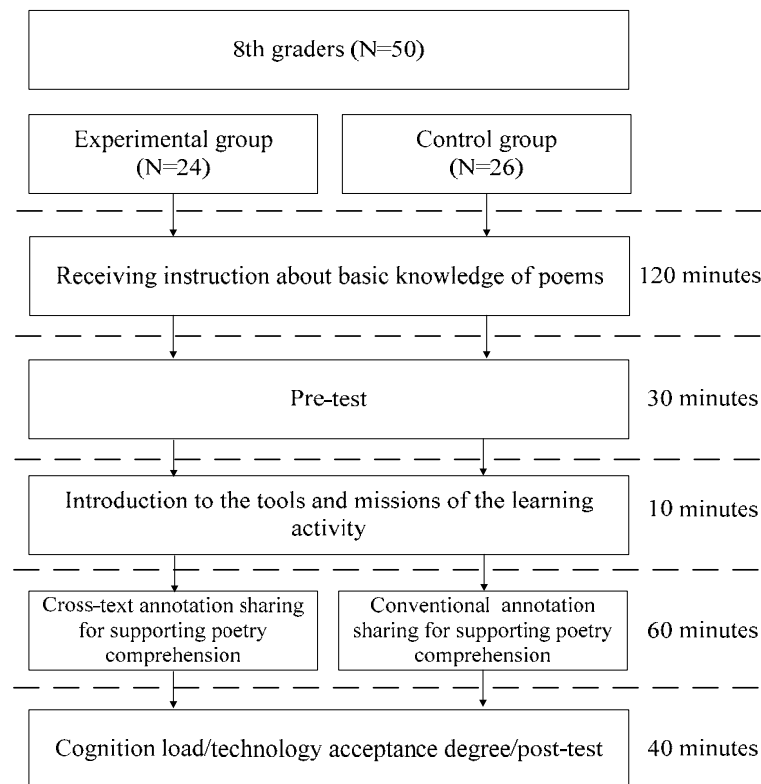 8th graders (N=50)
Experimental group
(N=24)
Control group
(N=26)
Receiving instruction about basic knowledge of poems
120 minutes
Pre-test
30 minutes
Introduction to the tools and missions of the learning
activity
10 minutes
Cross-text annotation sharing
for supporting poetry
comprehension
Conventional annotation
sharing for supporting poetry
comprehension
60 minutes
Cognition load/technology acceptance degree/post-test
40 minutes